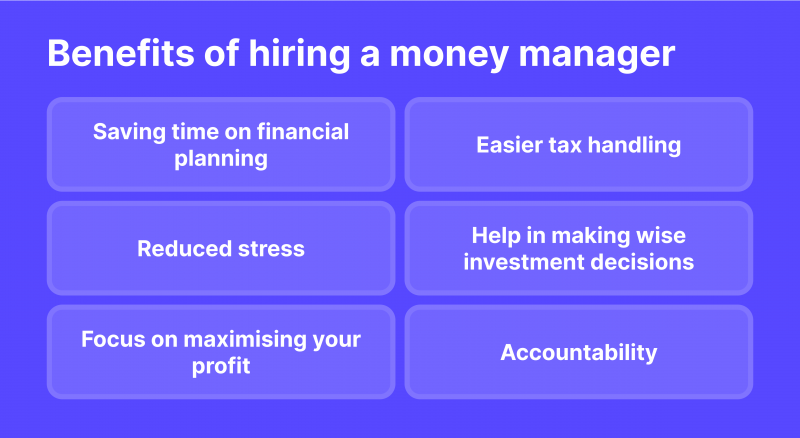 Benefits of hiring a money manager
Saving time on financial
planning
Easier tax handling
Reduced stress
Help in making wise
investment decisions
Focus on maximising your
profit
Accountability